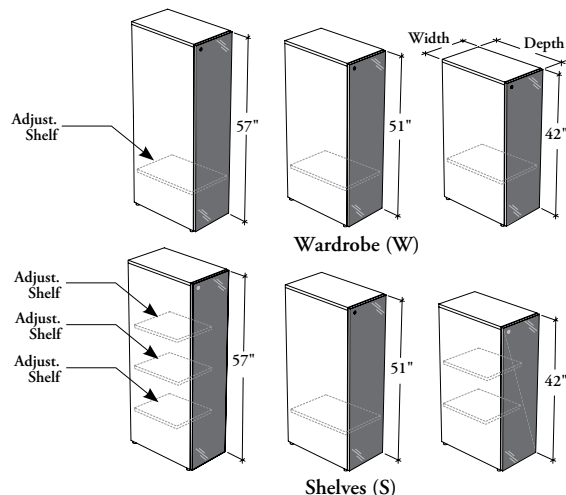 Width
Depth
57"
51"
42"
Adjust.
Shelf
Wardrobe (W)
Adjust.
Shelf
Adjust.
Shelf
Adjust.
Shelf
57"
51"
42"
Shelves (S)